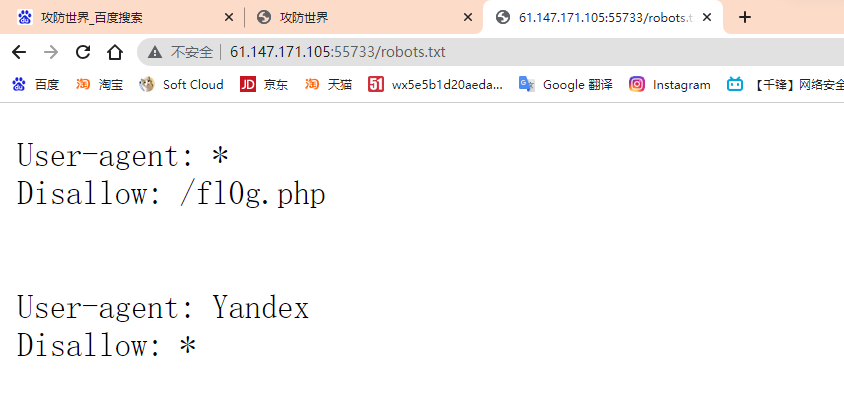 攻防世界_百度搜索
攻防世界
61.147.171.105:55733/robots.t
不安全 | 61.147.171.105:55733/robots.txt
百度 淘宝 Soft Cloud 京东 天猫 wx5e5b1d20aeda... Google 翻译 Instagram 【千锋】网络安全
User-agent: *
Disallow: /fl0g.php
User-agent: Yandex
Disallow: *